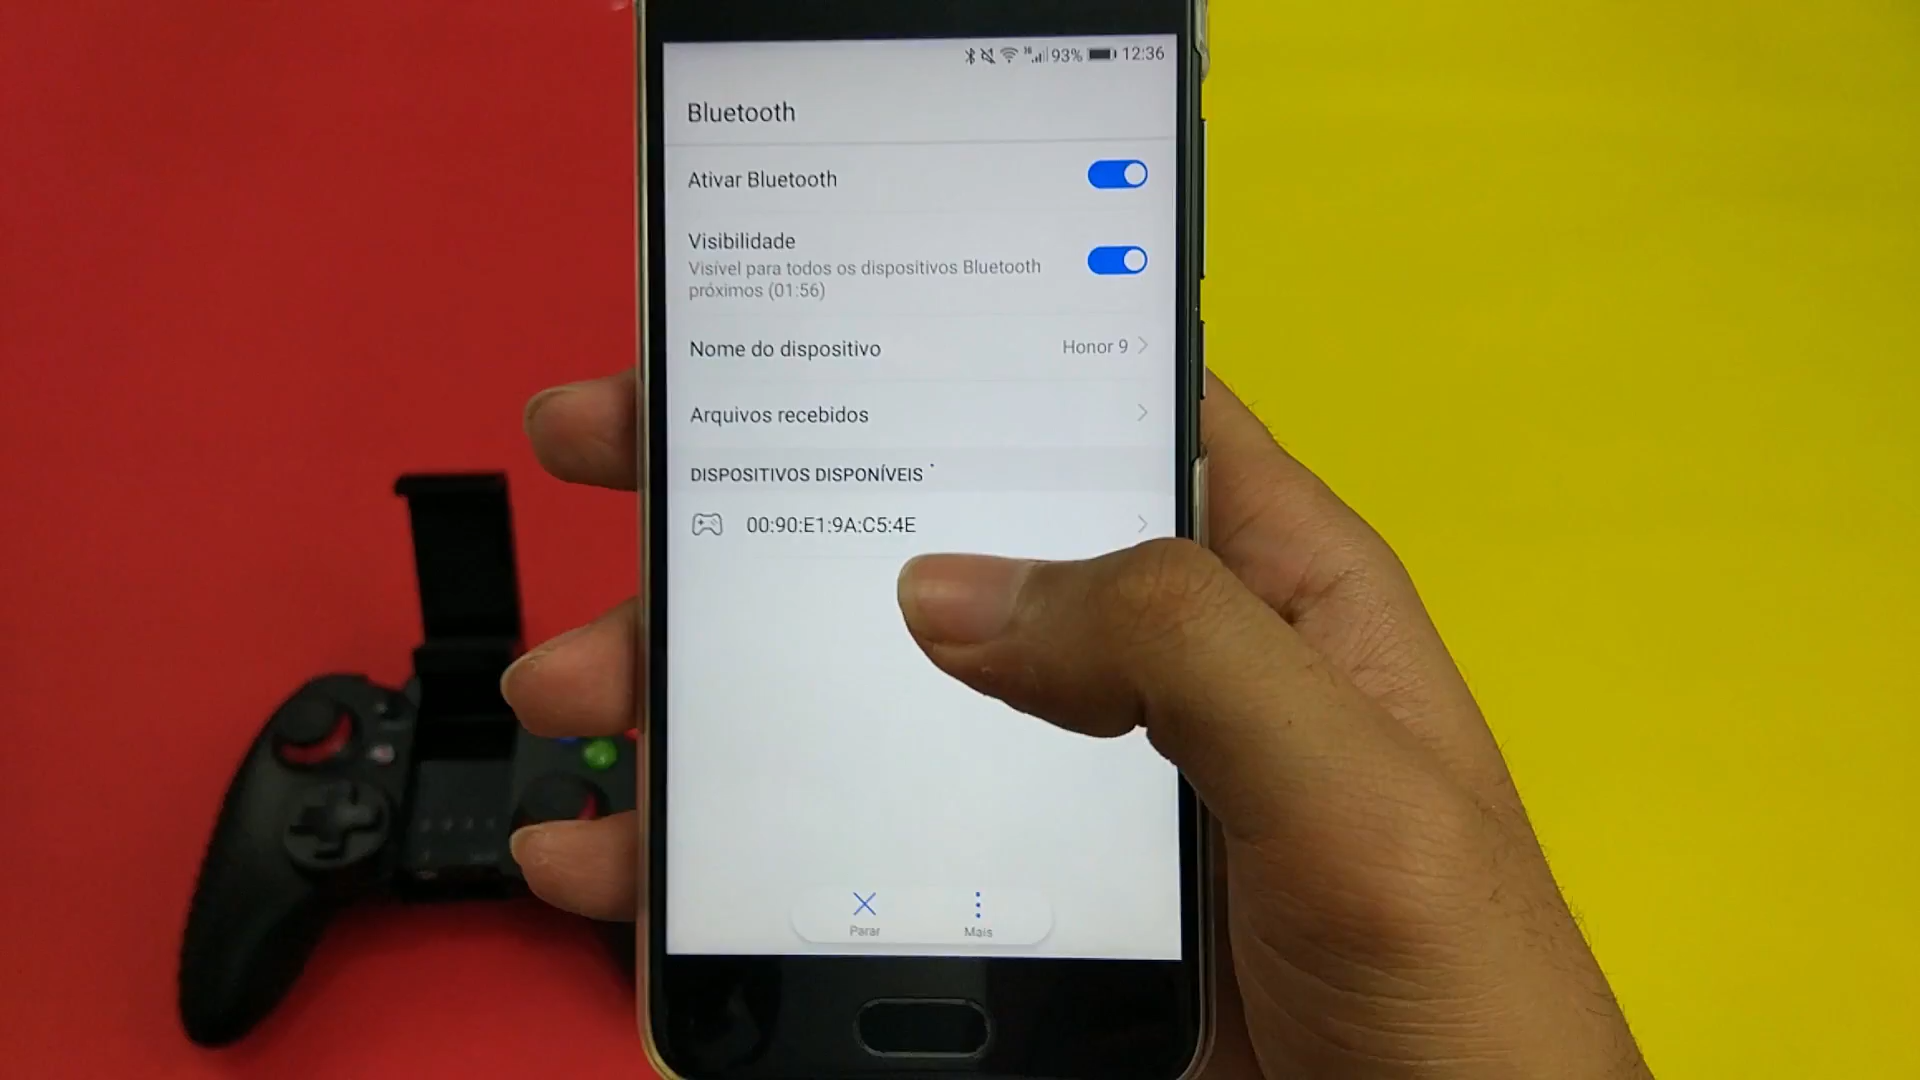 93% 12:36
Bluetooth
Ativar Bluetooth
Visibilidade
Visível para todos os dispositivos Bluetooth
próximos (01:56)
Nome do dispositivo Honor 9
Arquivos recebidos
DISPOSITIVOS DISPONÍVEIS
00:90:E1:9A:C5:4E
Parar Mais